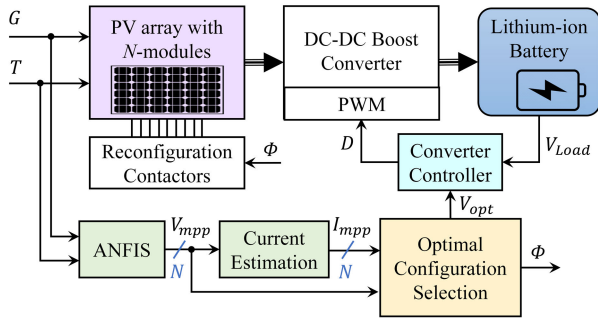 G
T
PV array with
N-modules
DC-DC Boost
Converter
PWM
Lithium-ion
Battery
Reconfiguration
Contactors
Φ
D
Converter
Controller
V_Load
V_opt
ANFIS
V_mpp
N
Current
Estimation
I_mpp
N
Optimal
Configuration
Selection
Φ